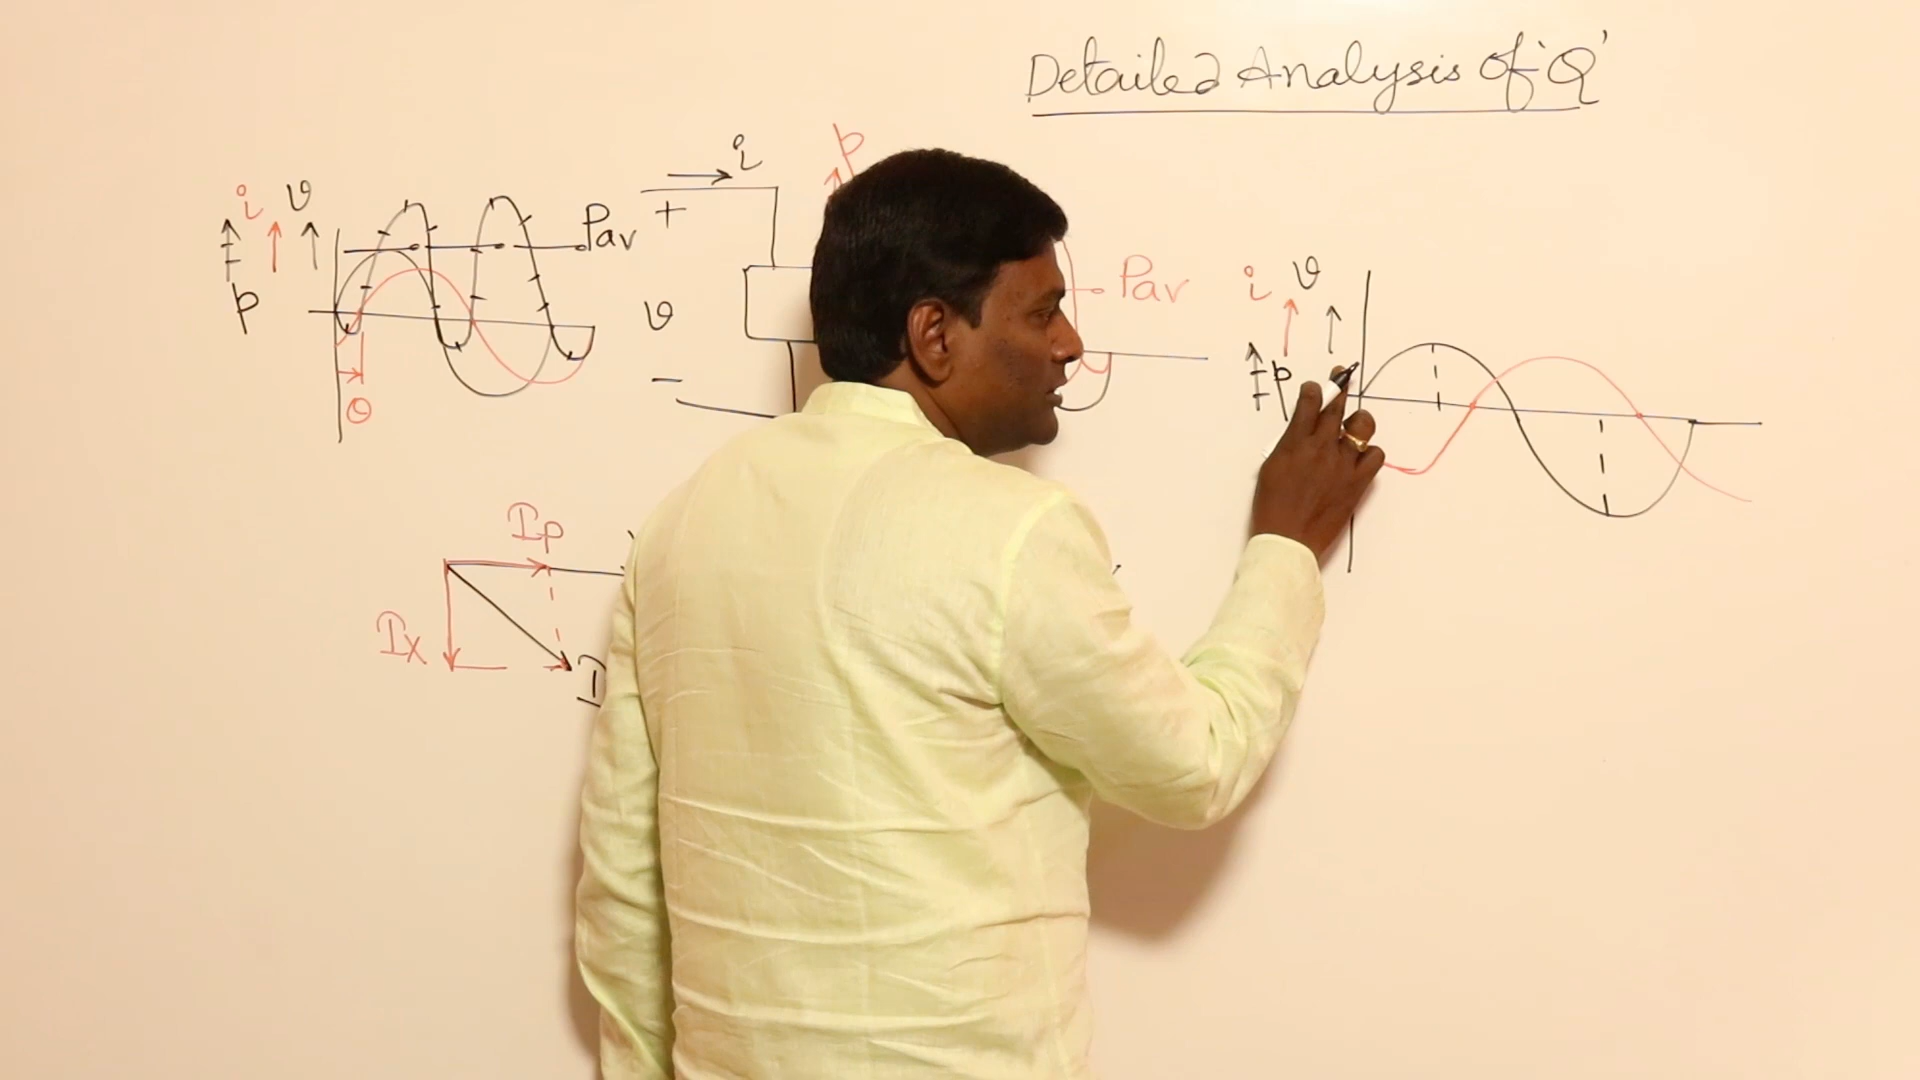 Detailed Analysis of 'Q'
i
p
i v
Pav
+
p
v
Pav
i v
p
θ
-
Ip
Ix
I